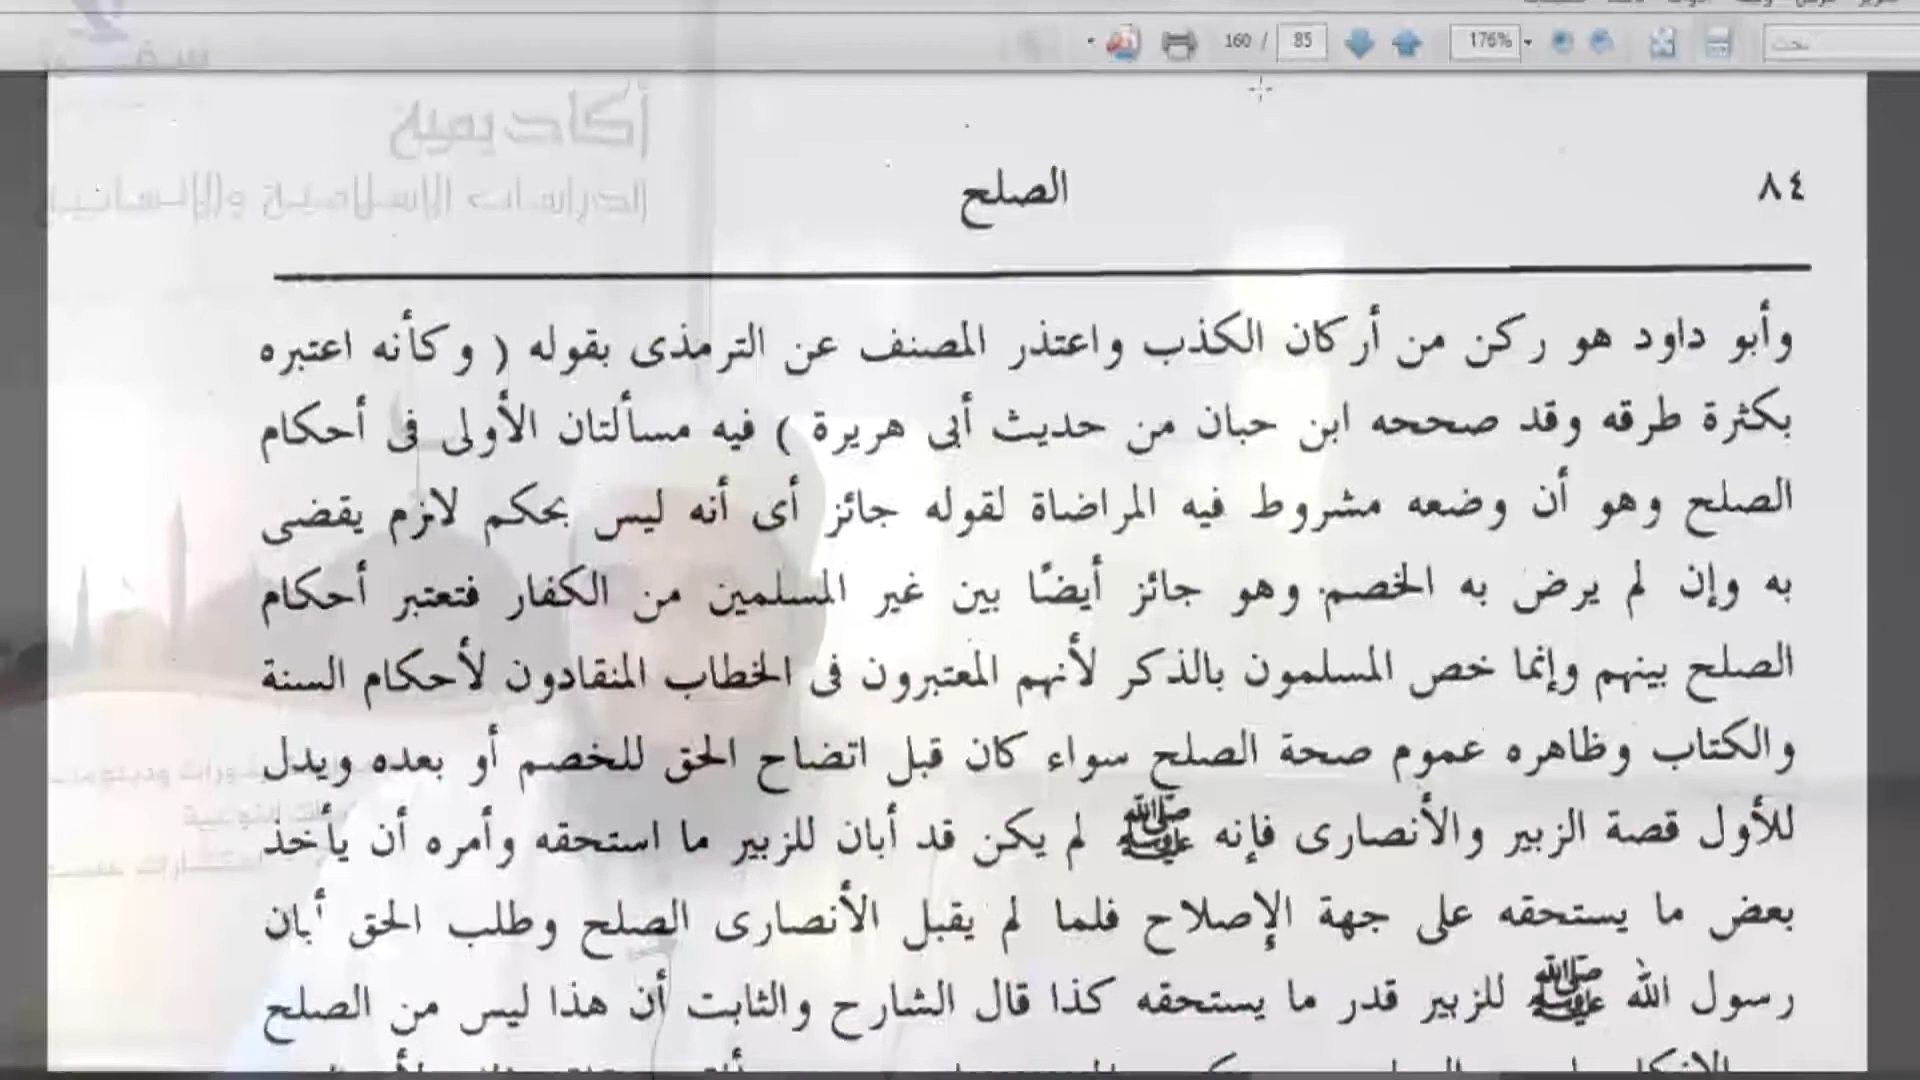 160 / 85
176%
بحث
أكاديمية
٨٤
الصلح
وأبو داود هو ركن من أركان الكذب واعتذر المصنف عن الترمذى بقوله ( وكأنه اعتبره
بكثرة طرقه وقد صححه ابن حبان من حديث أبى هريرة ) فيه مسألتان الأولى فى أحكام
الصلح وهو أن وضعه مشروط فيه المراضاة لقوله جائز أى أنه ليس بحكم لازم يقضى
به وإن لم يرض به الخصم. وهو جائز أيضًا بين غير المسلمين من الكفار فتعتبر أحكام
الصلح بينهم وإنما خص المسلمون بالذكر لأنهم المعتبرون فى الخطاب المنقادون لأحكام السنة
والكتاب وظاهره عموم صحة الصلح سواء كان قبل اتضاح الحق للخصم أو بعده ويدل
للأول قصة الزبير والأنصارى فإنه ﷺ لم يكن قد أبان للزبير ما استحقه وأمره أن يأخذ
بعض ما يستحقه على جهة الإصلاح فلما لم يقبل الأنصارى الصلح وطلب الحق أبان
رسول الله ﷺ للزبير قدر ما يستحقه كذا قال الشارح والثابت أن هذا ليس من الصلح